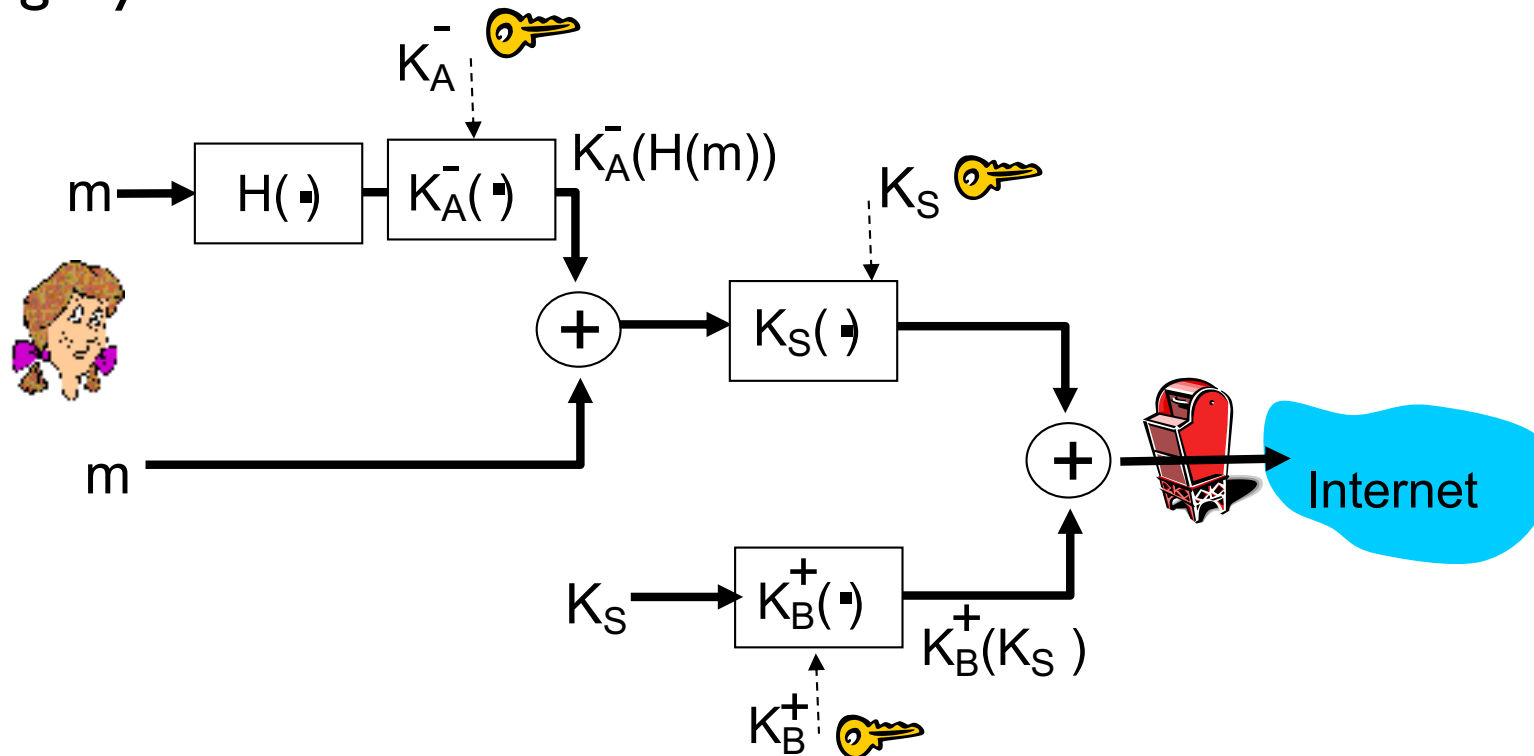 K_A^-
m
H(·)
K_A^-(·)
K_A^-(H(m))
K_S
+
K_S(·)
m
+
Internet
K_S
K_B^+(·)
K_B^+(K_S )
K_B^+